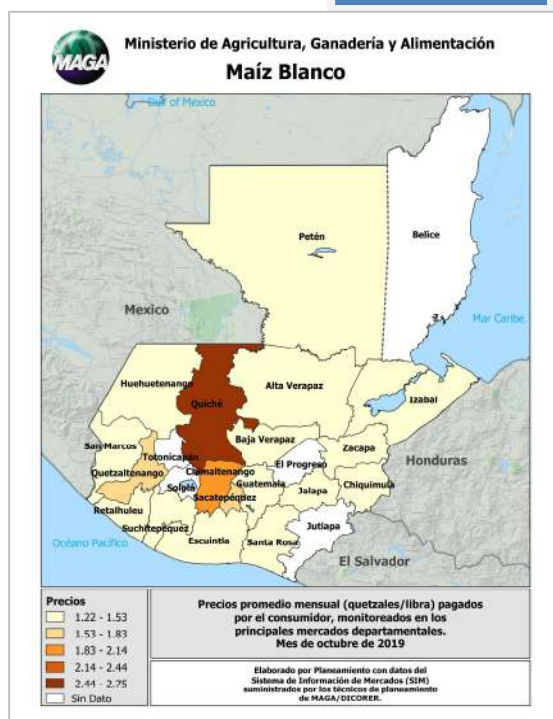 MAGA
Ministerio de Agricultura, Ganadería y Alimentación
Maíz Blanco
Gulf of Mexico
Petén
Belice
Mexico
Mar Caribe
Huehuetenango
Quiché
Alta Verapaz
Izabal
San Marcos
Totonicapán
Baja Verapaz
Zacapa
Quetzaltenango
Chimaltenango
El Progreso
Honduras
Sololá
Sacatepéquez
Guatemala
Jalapa
Chiquimula
Retalhuleu
Suchitepéquez
Escuintla
Santa Rosa
Jutiapa
Océano Pacífico
El Salvador
Precios
1.22 - 1.53
1.53 - 1.83
1.83 - 2.14
2.14 - 2.44
2.44 - 2.75
Sin Dato
Precios promedio mensual (quetzales/libra) pagados
por el consumidor, monitoreados en los
principales mercados departamentales.
Mes de octubre de 2019
Elaborado por Planeamiento con datos del
Sistema de Información de Mercados (SIM)
suministrados por los técnicos de planeamiento
de MAGA/DICORER.